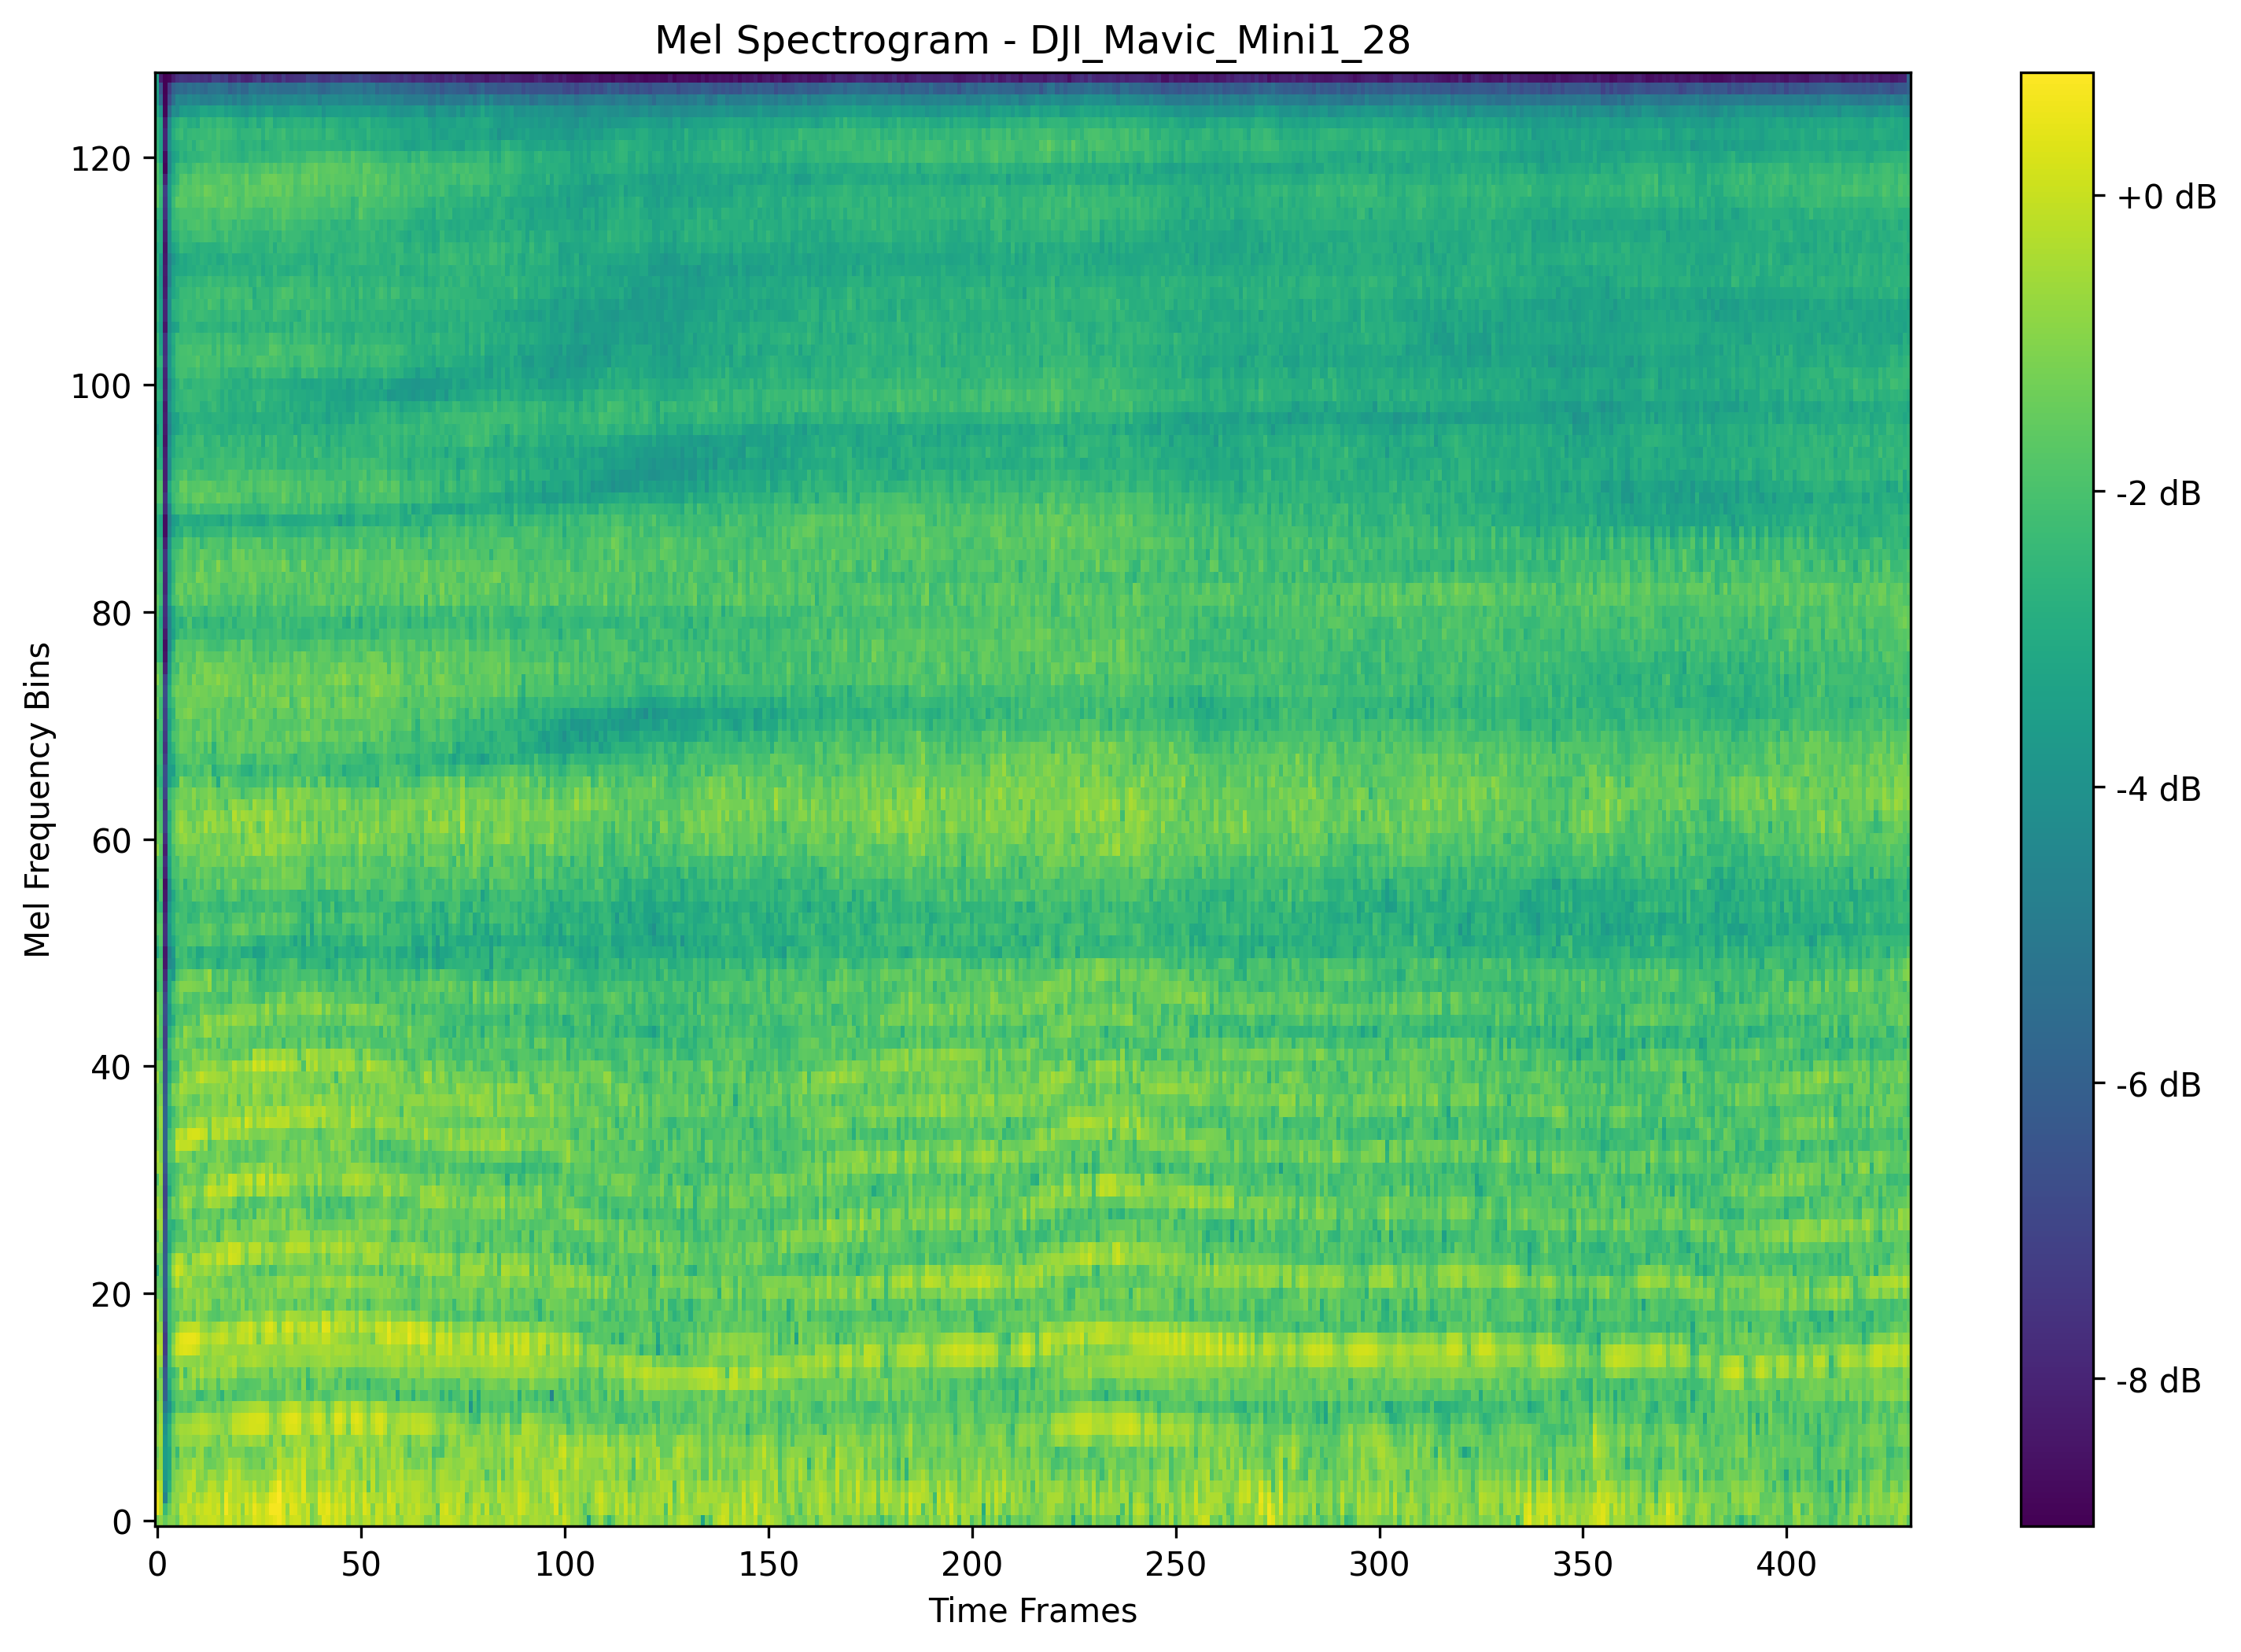 Mel Spectrogram - DJI_Mavic_Mini1_28
Mel Frequency Bins
120
100
80
60
40
20
0
0 50 100 150 200 250 300 350 400
Time Frames
+0 dB
-2 dB
-4 dB
-6 dB
-8 dB